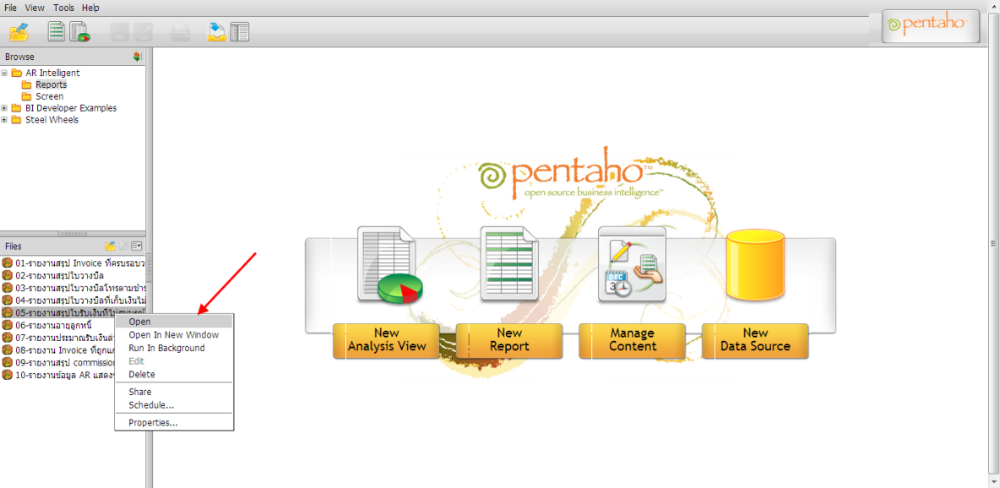 File View Tools Help
pentaho
Browse
AR Intelligent
Reports
Screen
BI Developer Examples
Steel Wheels
pentaho™
open source business intelligence™
Files
01-รายงานสรุป Invoice ที่ครบรอบว
02-รายงานสรุปใบวางบิล
03-รายงานสรุปใบวางบิลโทรตามชำร
04-รายงานสรุปใบวางบิลที่เก็บเงินไม่
05-รายงานสรุปใบรับเงินที่ไม่สมบูรณ์
06-รายงานอายุลูกหนี้
07-รายงานประมาณรับเงินล่
08-รายงาน Invoice ที่ถูกแก
09-รายงานสรุป commission
10-รายงานข้อมูล AR แสดง
Open
Open In New Window
Run In Background
Edit
Delete
Share
Schedule...
Properties...
DEC
3
New
Analysis View
New
Report
Manage
Content
New
Data Source